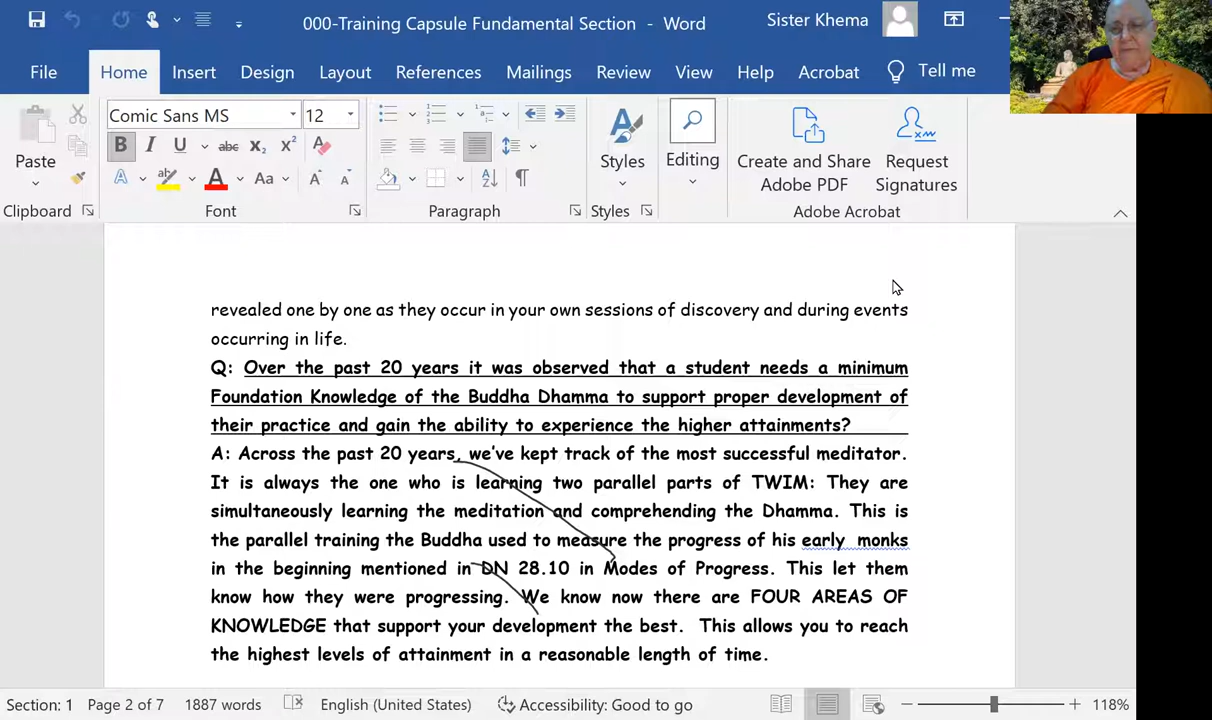 000-Training Capsule Fundamental Section - Word
Sister Khema
File Home Insert Design Layout References Mailings Review View Help Acrobat Tell me
Comic Sans MS 12
Paste
B I U abc x₂ x²
A A Aa A A
Styles
Editing
Create and Share Adobe PDF
Request Signatures
Clipboard Font Paragraph Styles Adobe Acrobat
revealed one by one as they occur in your own sessions of discovery and during events
occurring in life.
Q: Over the past 20 years it was observed that a student needs a minimum
Foundation Knowledge of the Buddha Dhamma to support proper development of
their practice and gain the ability to experience the higher attainments?
A: Across the past 20 years, we've kept track of the most successful meditator.
It is always the one who is learning two parallel parts of TWIM: They are
simultaneously learning the meditation and comprehending the Dhamma. This is
the parallel training the Buddha used to measure the progress of his early monks
in the beginning mentioned in DN 28.10 in Modes of Progress. This let them
know how they were progressing. We know now there are FOUR AREAS OF
KNOWLEDGE that support your development the best. This allows you to reach
the highest levels of attainment in a reasonable length of time.
Section: 1 Page 2 of 7 1887 words English (United States) Accessibility: Good to go 118%